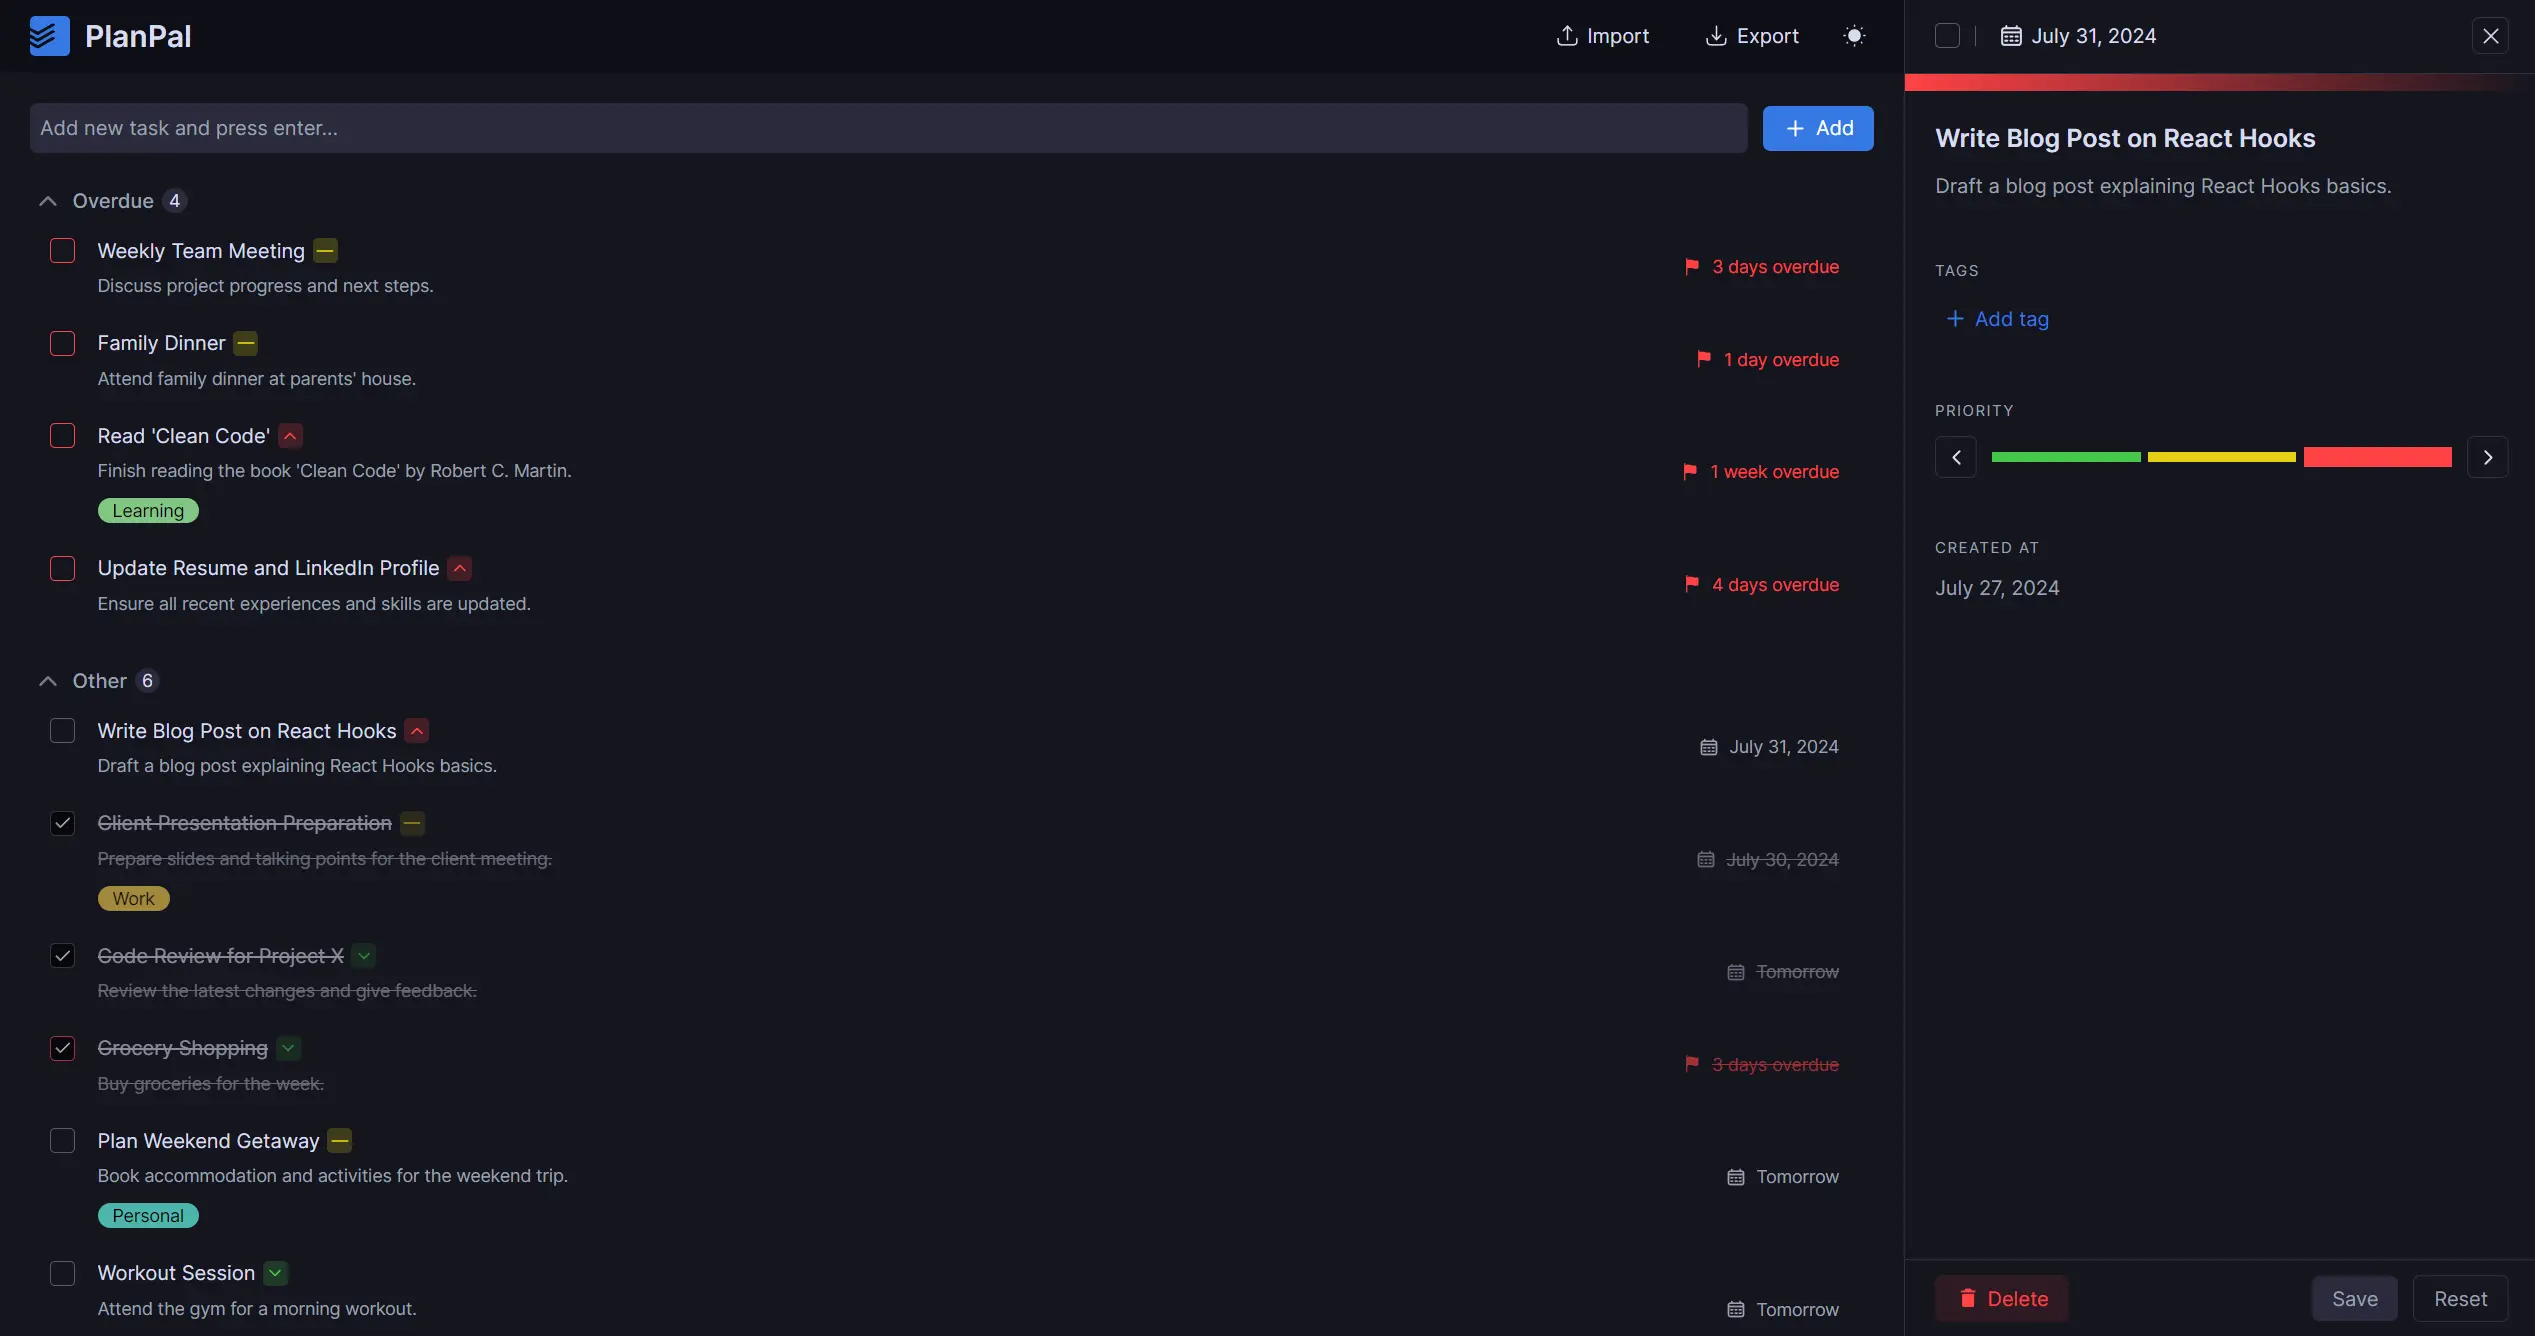 PlanPal
Import
Export
Add new task and press enter...
Add
Overdue 4
Weekly Team Meeting
Discuss project progress and next steps.
3 days overdue
Family Dinner
Attend family dinner at parents' house.
1 day overdue
Read 'Clean Code'
Finish reading the book 'Clean Code' by Robert C. Martin.
Learning
1 week overdue
Update Resume and LinkedIn Profile
Ensure all recent experiences and skills are updated.
4 days overdue
Other 6
Write Blog Post on React Hooks
Draft a blog post explaining React Hooks basics.
July 31, 2024
Client Presentation Preparation
Prepare slides and talking points for the client meeting.
Work
July 30, 2024
Code Review for Project X
Review the latest changes and give feedback.
Tomorrow
Grocery Shopping
Buy groceries for the week.
3 days overdue
Plan Weekend Getaway
Book accommodation and activities for the weekend trip.
Personal
Tomorrow
Workout Session
Attend the gym for a morning workout.
Tomorrow
July 31, 2024
Write Blog Post on React Hooks
Draft a blog post explaining React Hooks basics.
TAGS
Add tag
PRIORITY
CREATED AT
July 27, 2024
Delete
Save
Reset